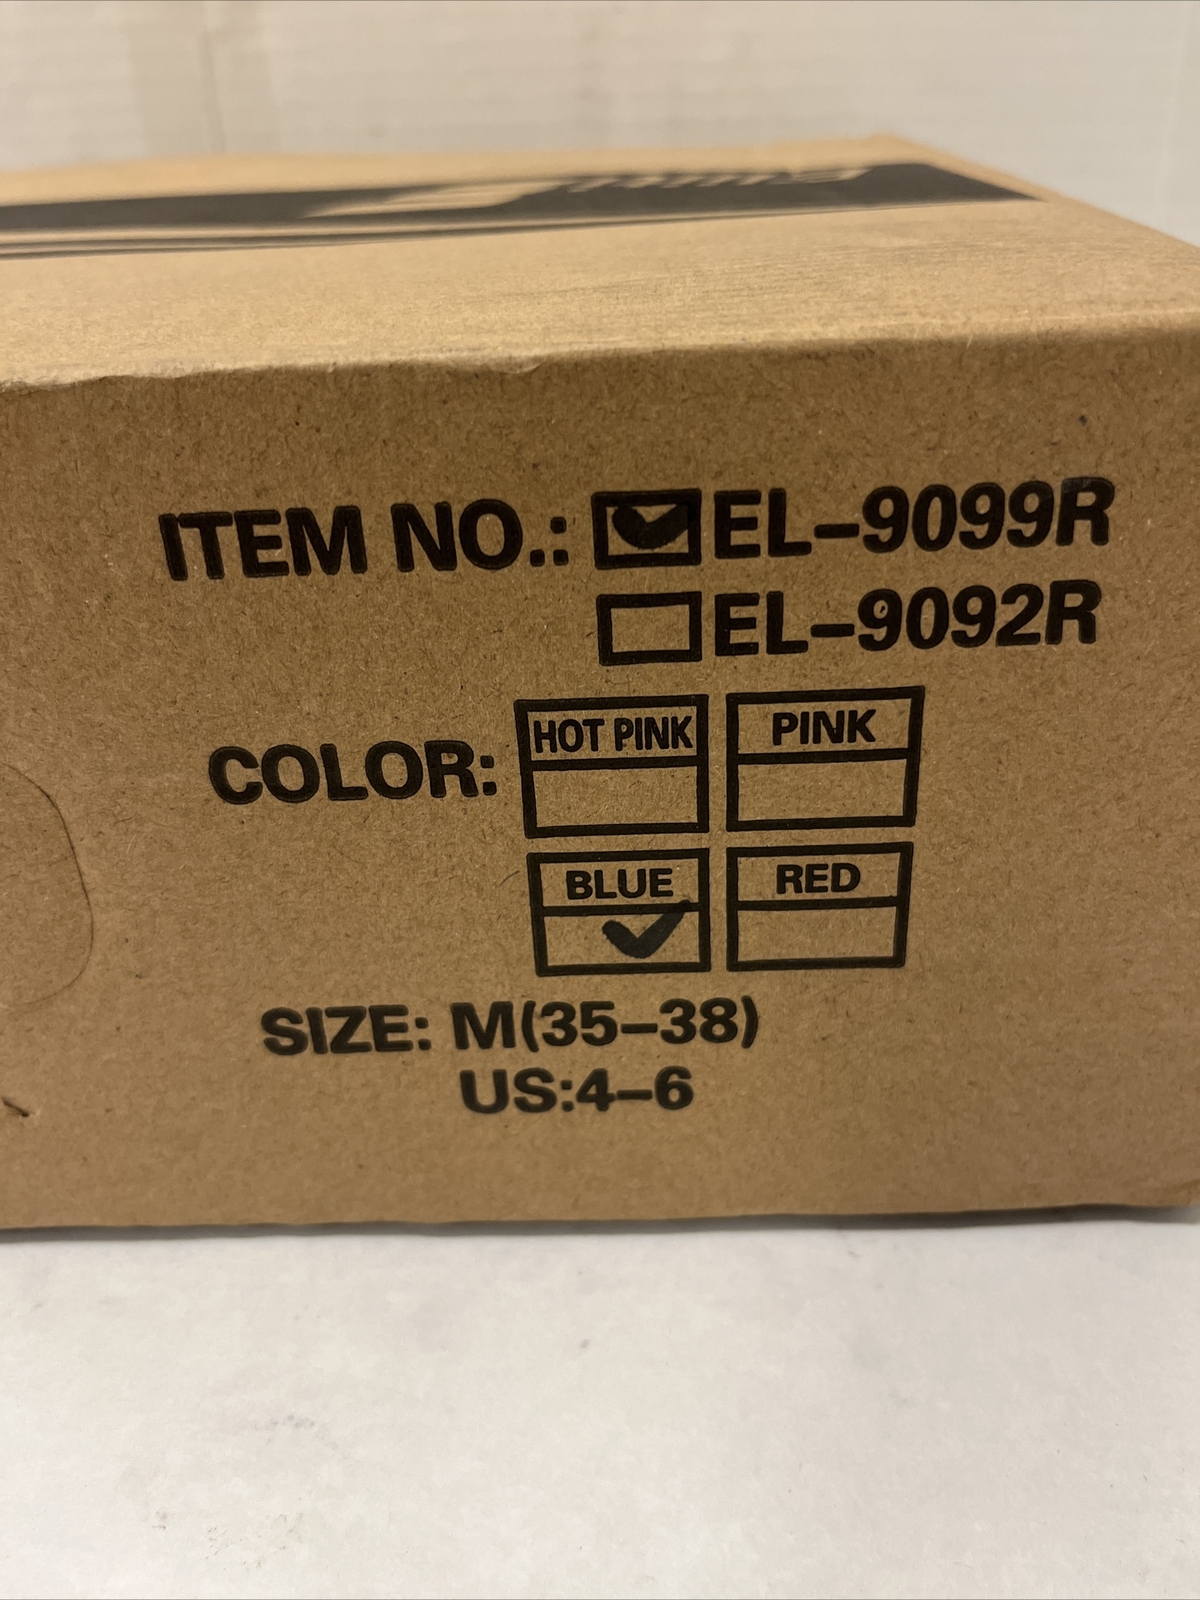 ITEM NO.: EL-9099R
EL-9092R
COLOR:
HOT PINK PINK
BLUE RED
SIZE: M(35-38)
US:4-6